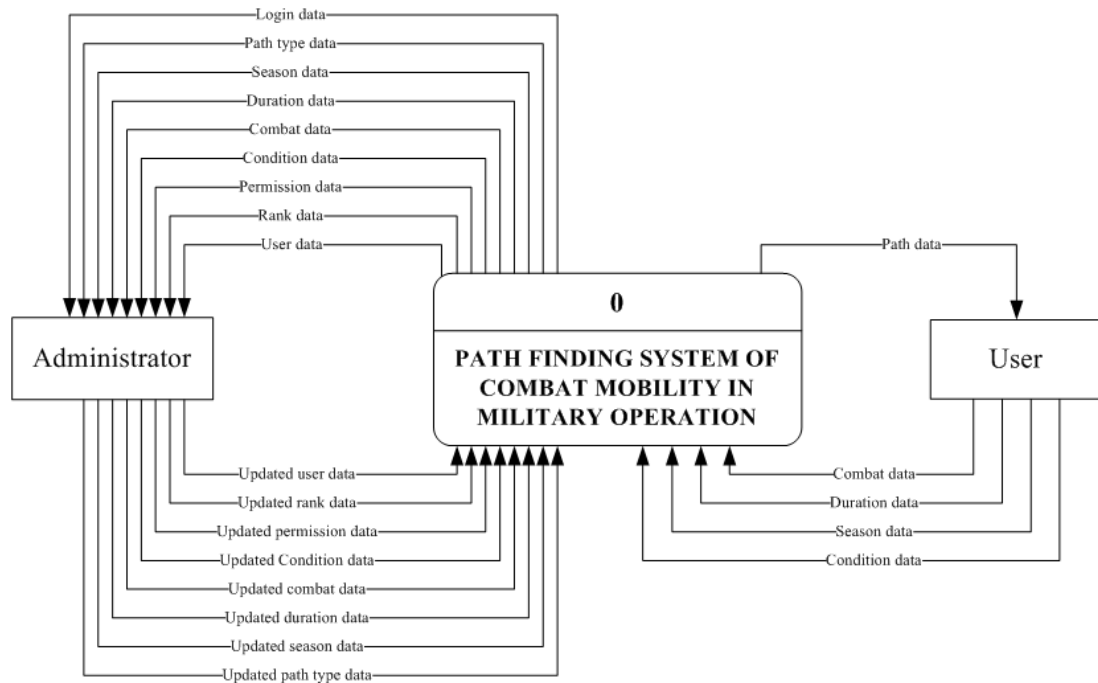 Login data
Path type data
Season data
Duration data
Combat data
Condition data
Permission data
Rank data
User data
Path data
0
Administrator
PATH FINDING SYSTEM OF
COMBAT MOBILITY IN
MILITARY OPERATION
User
Updated user data
Updated rank data
Updated permission data
Updated Condition data
Updated combat data
Updated duration data
Updated season data
Updated path type data
Combat data
Duration data
Season data
Condition data